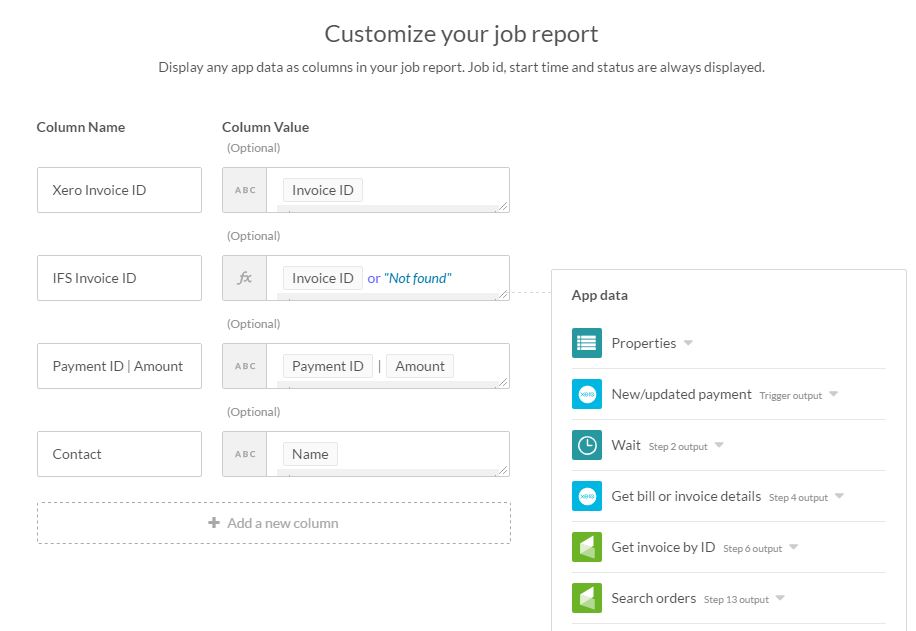 Customize your job report
Display any app data as columns in your job report. Job id, start time and status are always displayed.
Column Name
Column Value
(Optional)
Xero Invoice ID
ABC Invoice ID
(Optional)
IFS Invoice ID
fx Invoice ID or "Not found"
(Optional)
Payment ID | Amount
ABC Payment ID | Amount
(Optional)
Contact
ABC Name
+ Add a new column
App data
Properties
New/updated payment Trigger output
Wait Step 2 output
xero Get bill or invoice details Step 4 output
Get invoice by ID Step 6 output
Search orders Step 13 output